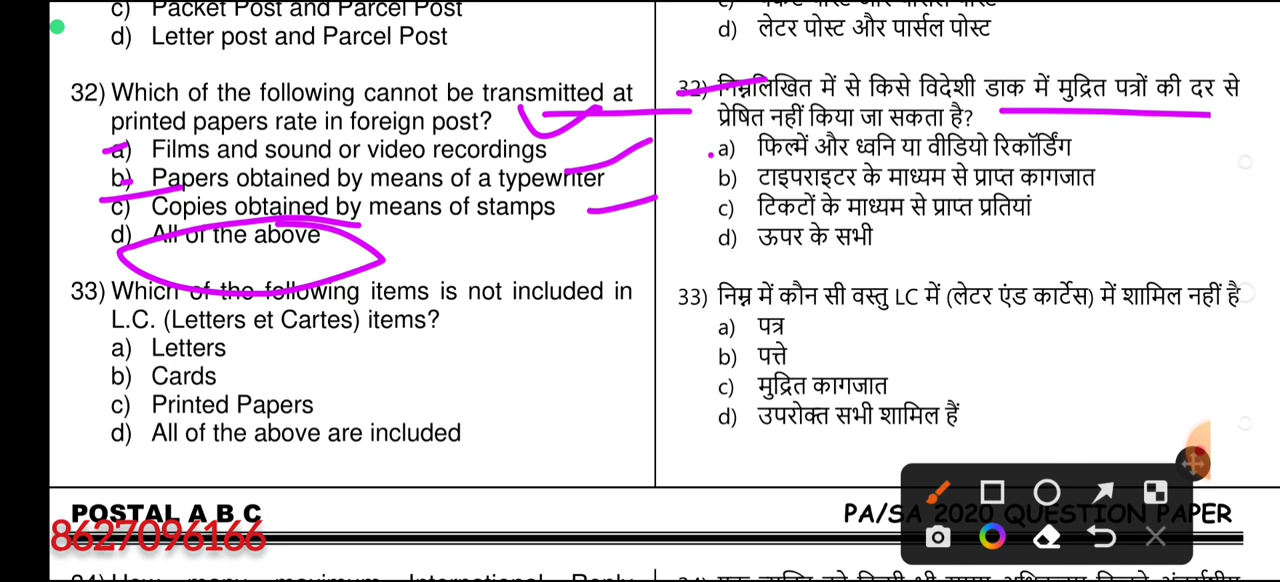 c) Packet Post and Parcel Post
d) Letter post and Parcel Post
32) Which of the following cannot be transmitted at
printed papers rate in foreign post?
a) Films and sound or video recordings
b) Papers obtained by means of a typewriter
c) Copies obtained by means of stamps
d) All of the above
33) Which of the following items is not included in
L.C. (Letters et Cartes) items?
a) Letters
b) Cards
c) Printed Papers
d) All of the above are included
d) लेटर पोस्ट और पार्सल पोस्ट
32) निम्नलिखित में से किसे विदेशी डाक में मुद्रित पत्रों की दर से
प्रेषित नहीं किया जा सकता है?
a) फिल्में और ध्वनि या वीडियो रिकॉर्डिंग
b) टाइपराइटर के माध्यम से प्राप्त कागजात
c) टिकटों के माध्यम से प्राप्त प्रतियां
d) ऊपर के सभी
33) निम्न में कौन सी वस्तु LC में (लेटर एंड कार्टेस) में शामिल नहीं है
a) पत्र
b) पत्ते
c) मुद्रित कागजात
d) उपरोक्त सभी शामिल हैं
POSTAL A B C
PA/SA 2020 QUESTION PAPER
8627096166